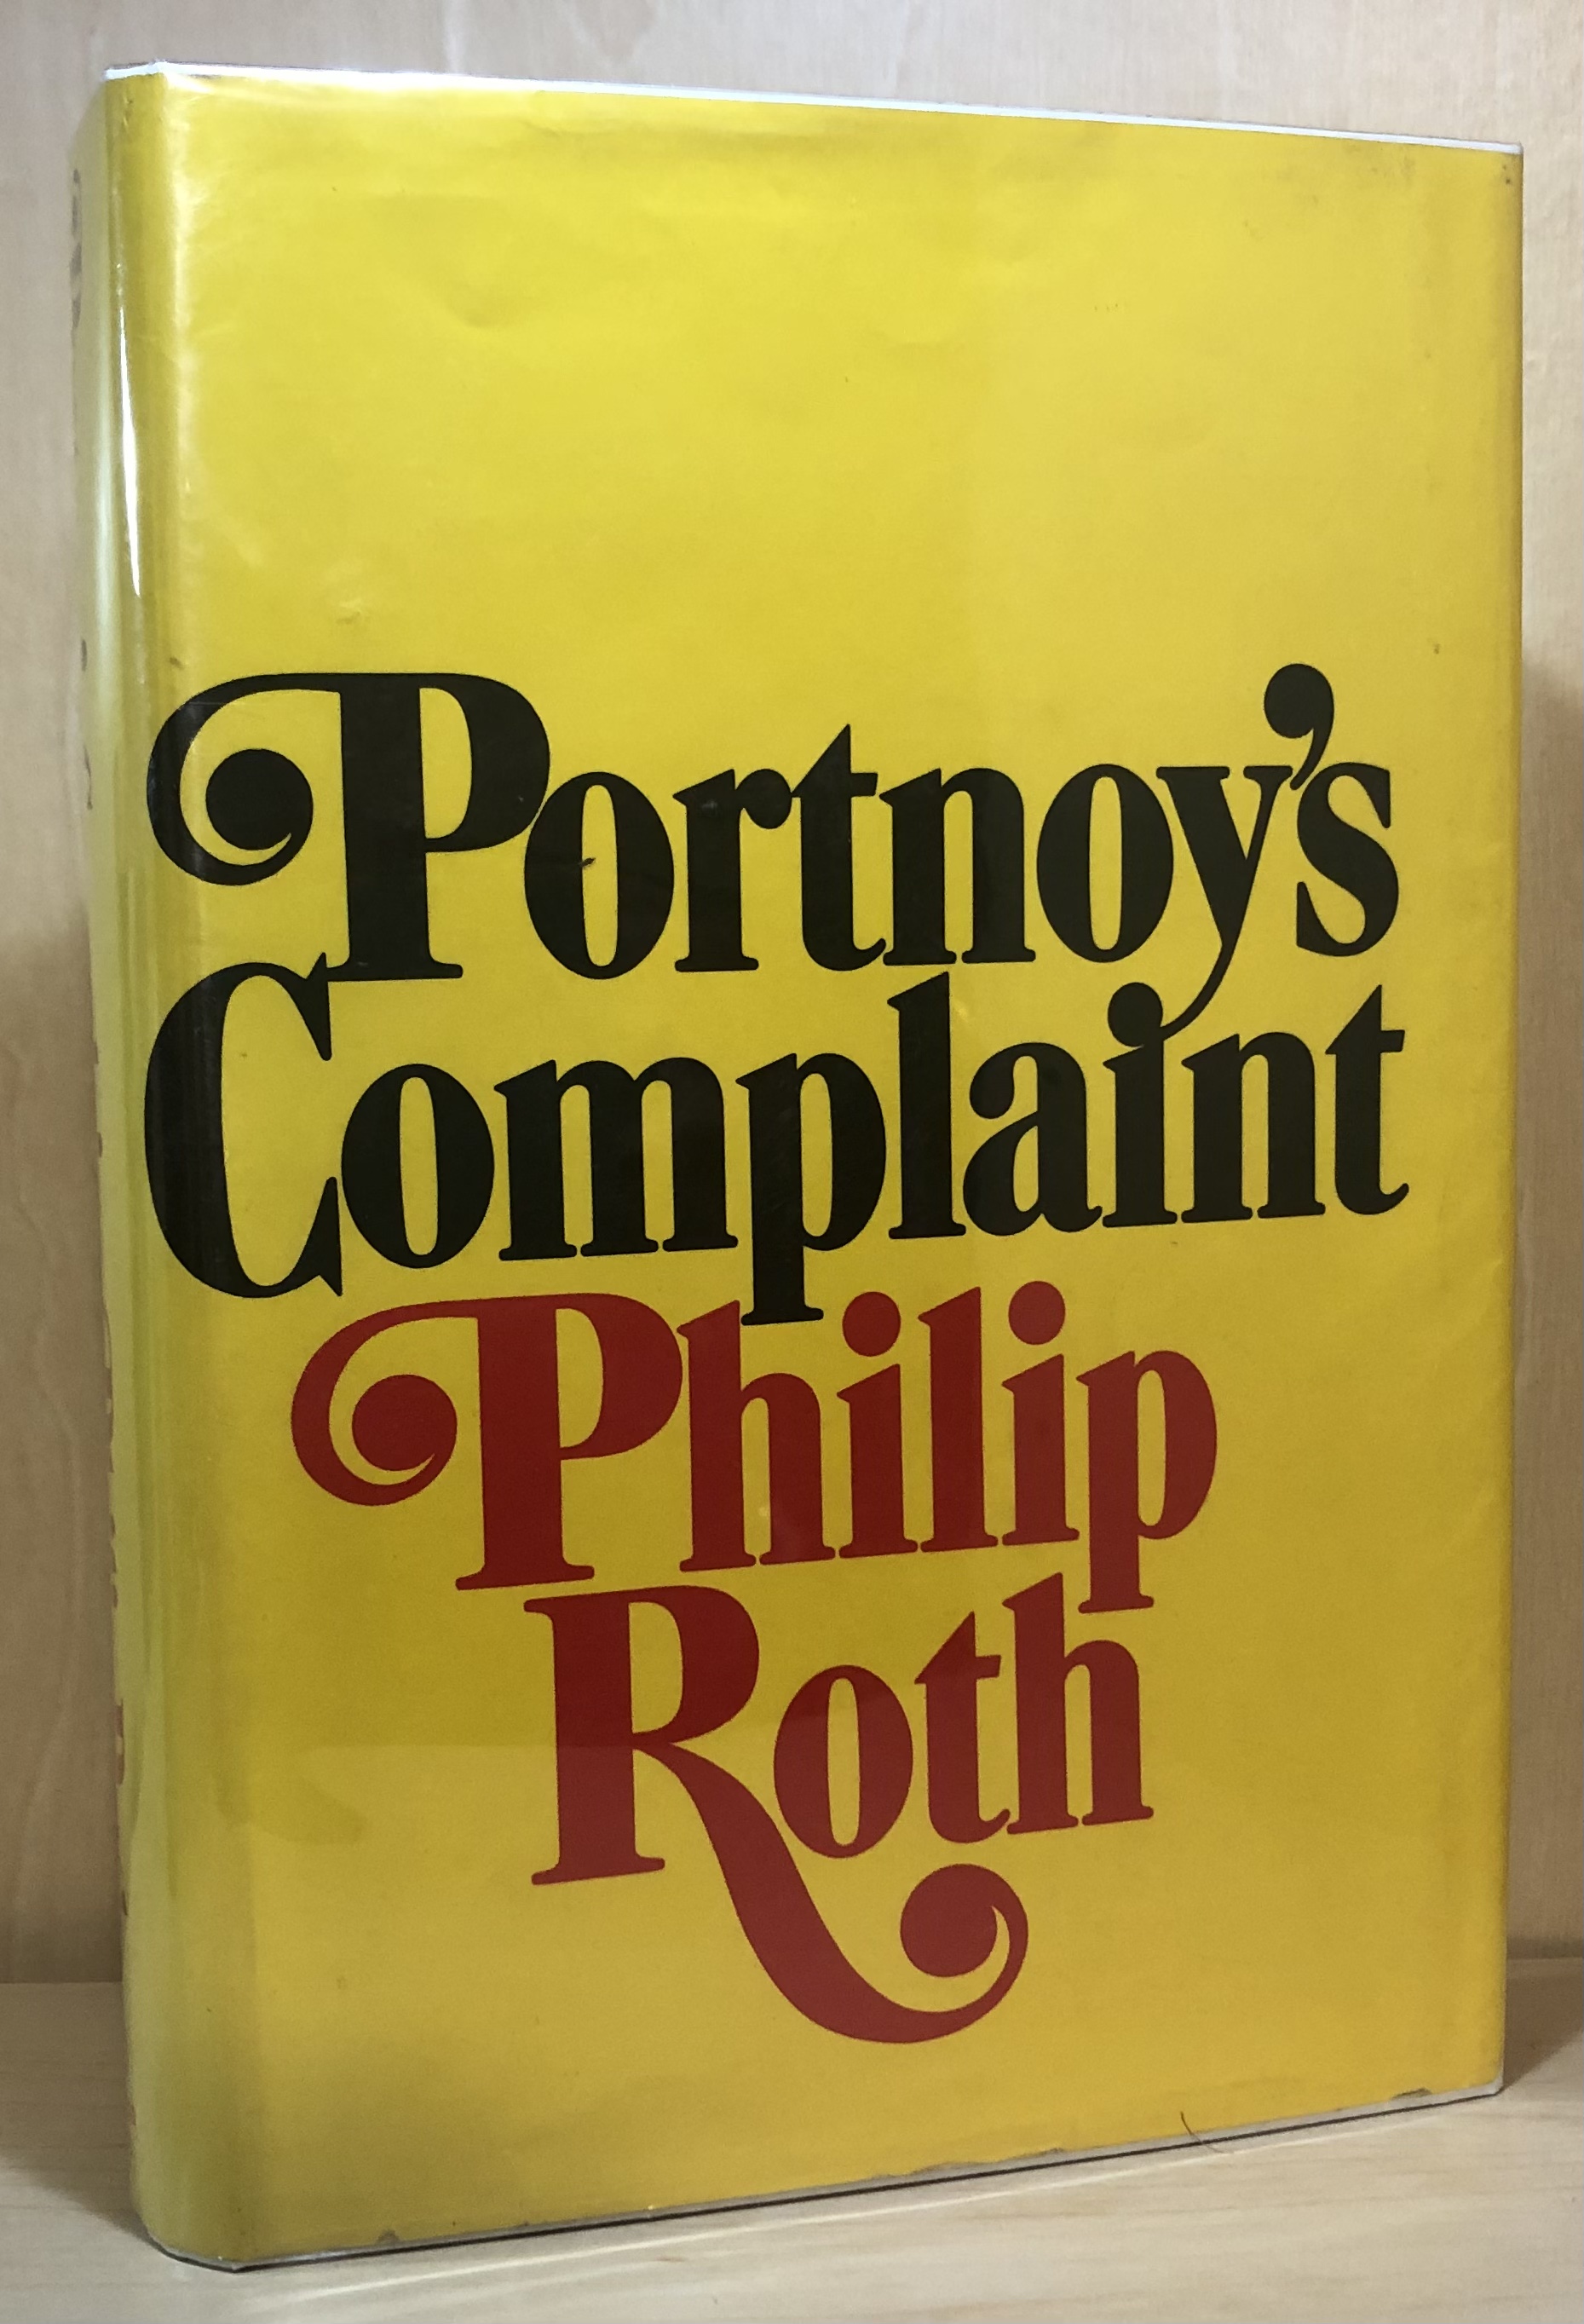 Portnoy's
Complaint
Philip
Roth